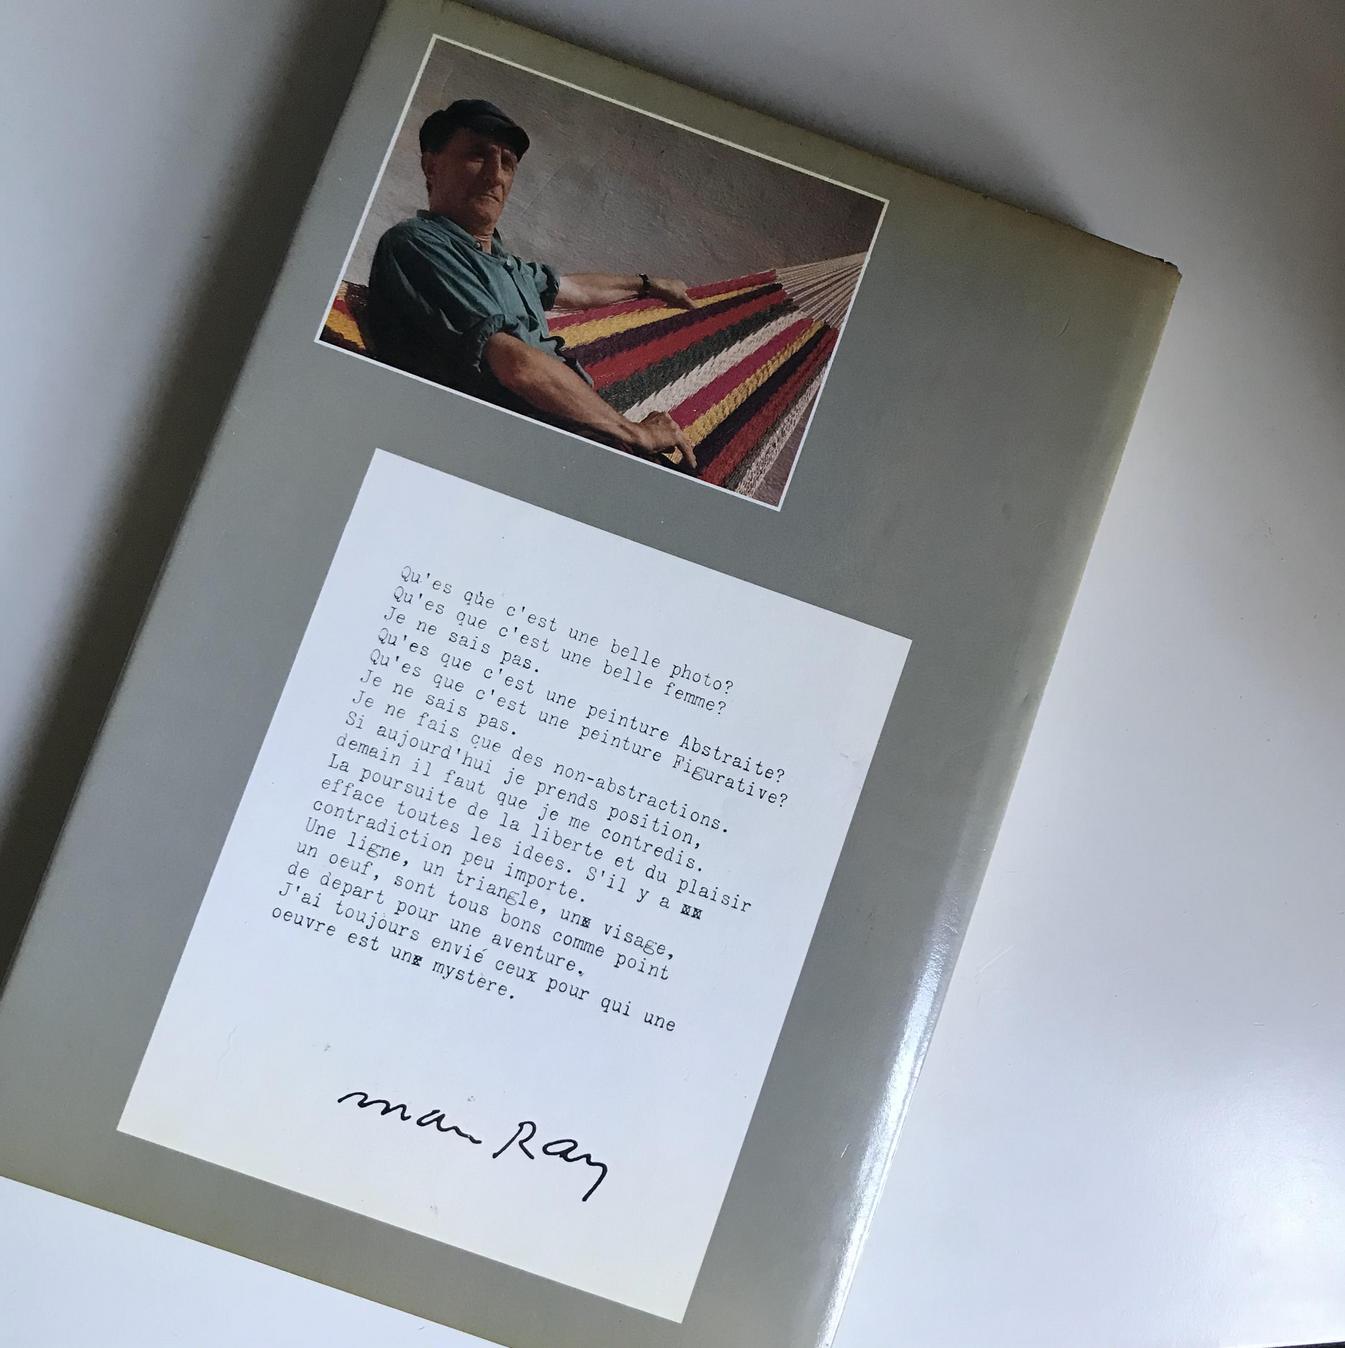 Qu'es que c'est une belle photo?
Qu'es que c'est une belle femme?
Je ne sais pas.
Qu'es que c'est une peinture Abstraite?
Qu'es que c'est une peinture Figurative?
Je ne sais pas.
Je ne fais que des non-abstractions.
Si aujourd'hui je prends position,
demain il faut que je me contredis.
La poursuite de la liberte et du plaisir
efface toutes les idees. S'il y a xx
contradiction peu importe.
Une ligne, un triangle, unx visage,
un oeuf, sont tous bons comme point
de depart pour une aventure.
J'ai toujours envié ceux pour qui une
oeuvre est unx mystère.
man Ray